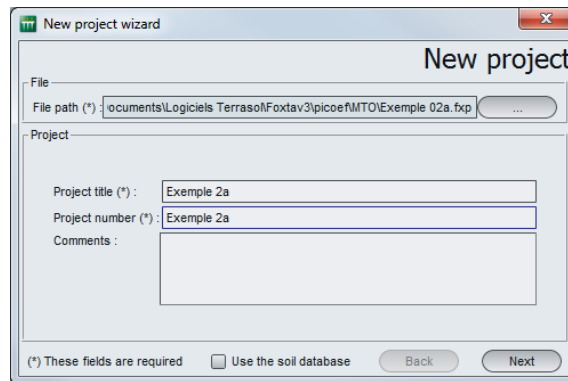 New project wizard
New project
File
File path (*) : ocuments\Logiciels Terrasol\Foxtav3\picoef\MTO\Exemple 02a.fxp ...
Project
Project title (*) : Exemple 2a
Project number (*) : Exemple 2a
Comments :
(*) These fields are required Use the soil database Back Next